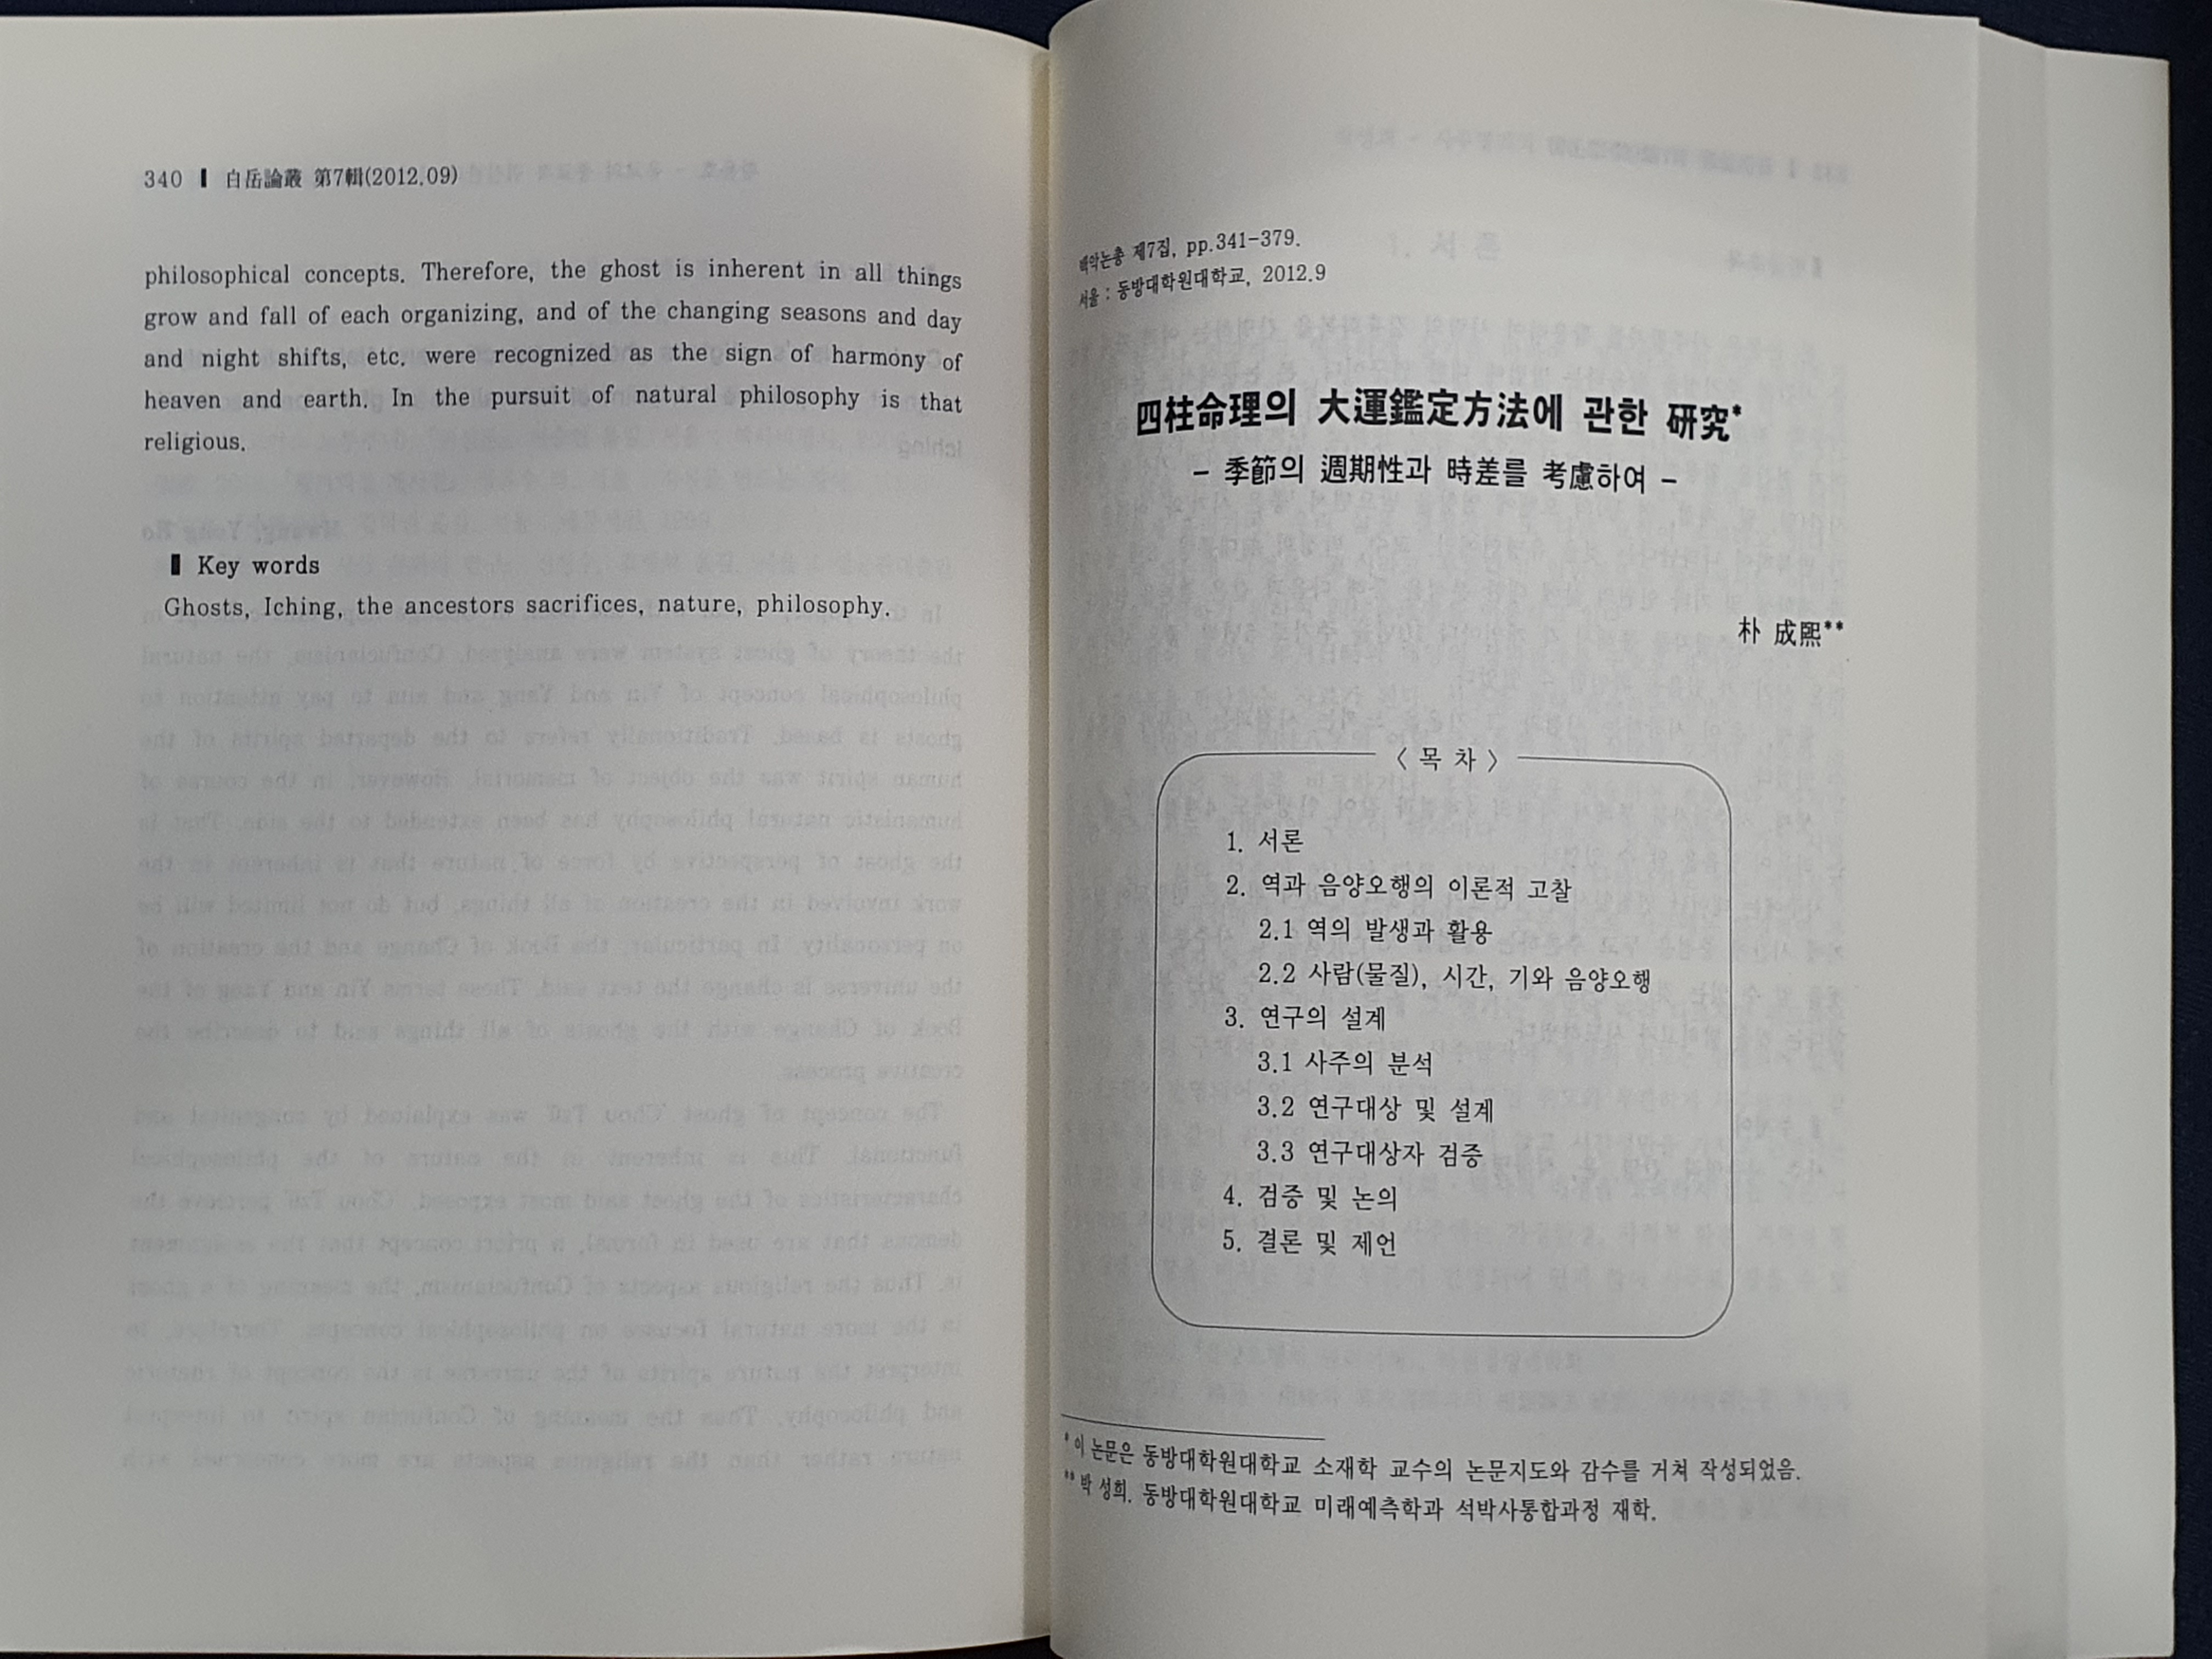 340 ▌ 白岳論叢 第7輯(2012.09)
philosophical concepts. Therefore, the ghost is inherent in all things
grow and fall of each organizing, and of the changing seasons and day
and night shifts, etc. were recognized as the sign of harmony of
heaven and earth. In the pursuit of natural philosophy is that
religious.
▌ Key words
Ghosts, Iching, the ancestors sacrifices, nature, philosophy.
백악논총 제7집, pp.341-379.
서울 : 동방대학원대학교, 2012.9
四柱命理의 大運鑑定方法에 관한 研究*
- 季節의 週期性과 時差를 考慮하여 -
朴 成熙**
〈 목 차 〉
1. 서론
2. 역과 음양오행의 이론적 고찰
2.1 역의 발생과 활용
2.2 사람(물질), 시간, 기와 음양오행
3. 연구의 설계
3.1 사주의 분석
3.2 연구대상 및 설계
3.3 연구대상자 검증
4. 검증 및 논의
5. 결론 및 제언
* 이 논문은 동방대학원대학교 소재학 교수의 논문지도와 감수를 거쳐 작성되었음.
** 박 성희. 동방대학원대학교 미래예측학과 석박사통합과정 재학.